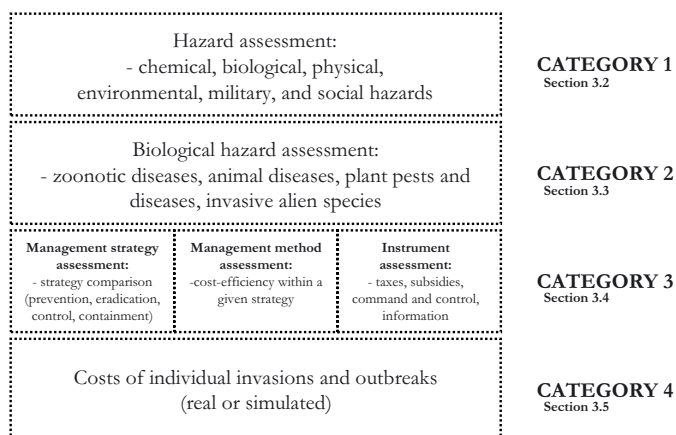 Hazard assessment:
- chemical, biological, physical,
environmental, military, and social hazards
CATEGORY 1
Section 3.2
Biological hazard assessment:
- zoonotic diseases, animal diseases, plant pests and
diseases, invasive alien species
CATEGORY 2
Section 3.3
Management strategy
assessment:
- strategy comparison
(prevention, eradication,
control, containment)
Management method
assessment:
-cost-efficiency within a
given strategy
Instrument
assessment:
- taxes, subsidies,
command and control,
information
CATEGORY 3
Section 3.4
Costs of individual invasions and outbreaks
(real or simulated)
CATEGORY 4
Section 3.5